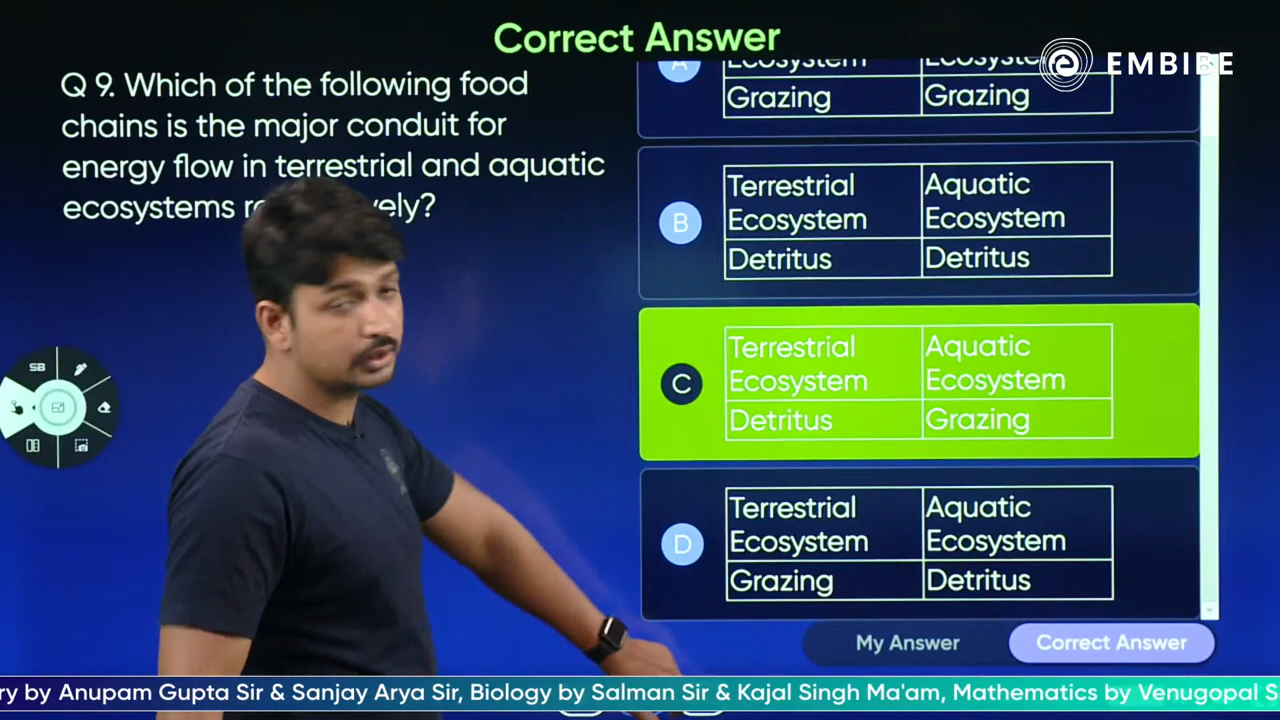 Correct Answer
EMBIBE
Q 9. Which of the following food
chains is the major conduit for
energy flow in terrestrial and aquatic
ecosystems
A
Ecosystem
Grazing
Grazing
B
Terrestrial Aquatic
Ecosystem Ecosystem
Detritus Detritus
C
Terrestrial Aquatic
Ecosystem Ecosystem
Detritus Grazing
D
Terrestrial Aquatic
Ecosystem Ecosystem
Grazing Detritus
SB
My Answer Correct Answer
ry by Anupam Gupta Sir & Sanjay Arya Sir, Biology by Salman Sir & Kajal Singh Ma'am, Mathematics by Venugopal S